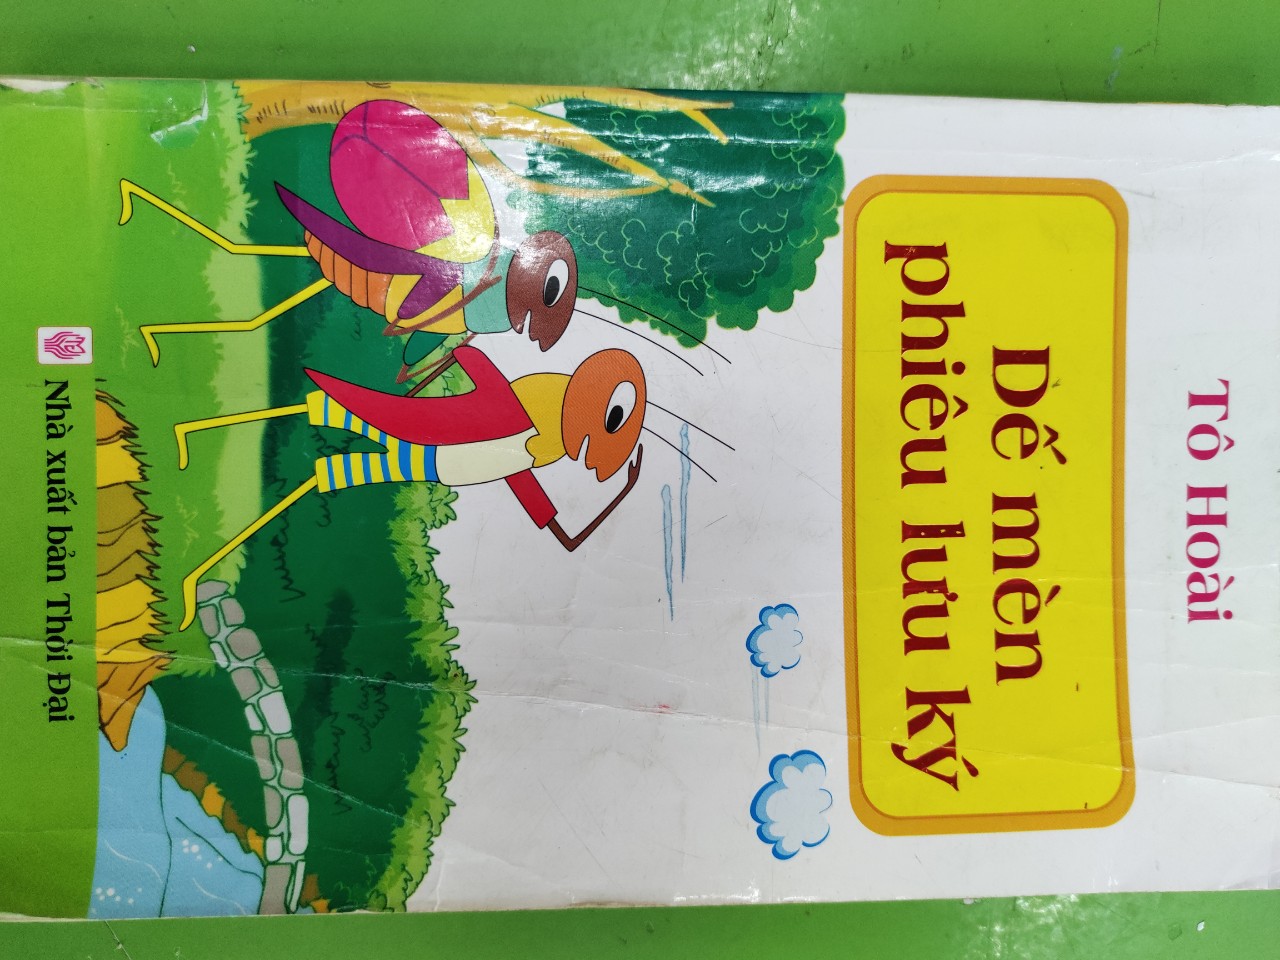 Tô Hoài
Dế mèn
phiêu lưu ký
Nhà xuất bản Thời Đại